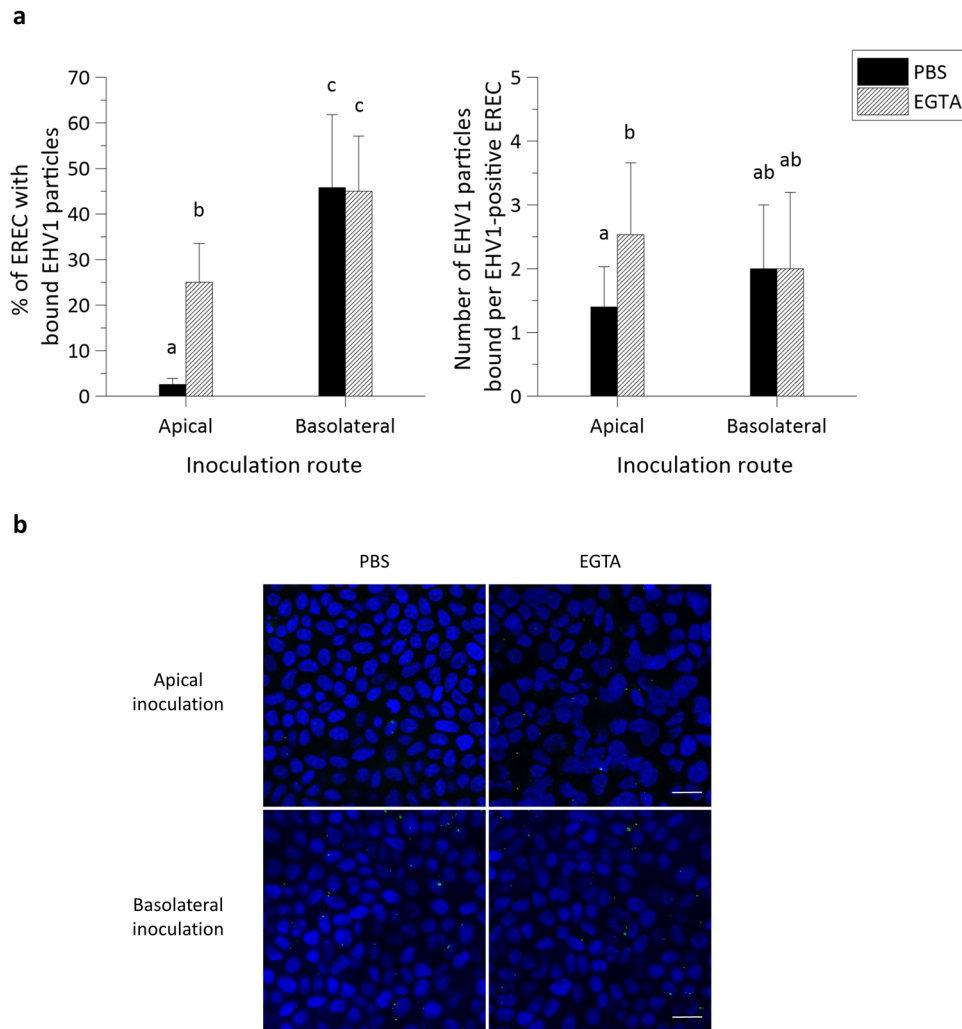 a
% of EREC with
bound EHV1 particles
70
60
50
40
30
20
10
0
a
b
c
c
Apical
Basolateral
Inoculation route
Number of EHV1 particles
bound per EHV1-positive EREC
5
4
3
2
1
0
a
b
ab
ab
Apical
Basolateral
Inoculation route
PBS
EGTA
b
PBS
EGTA
Apical
inoculation
Basolateral
inoculation